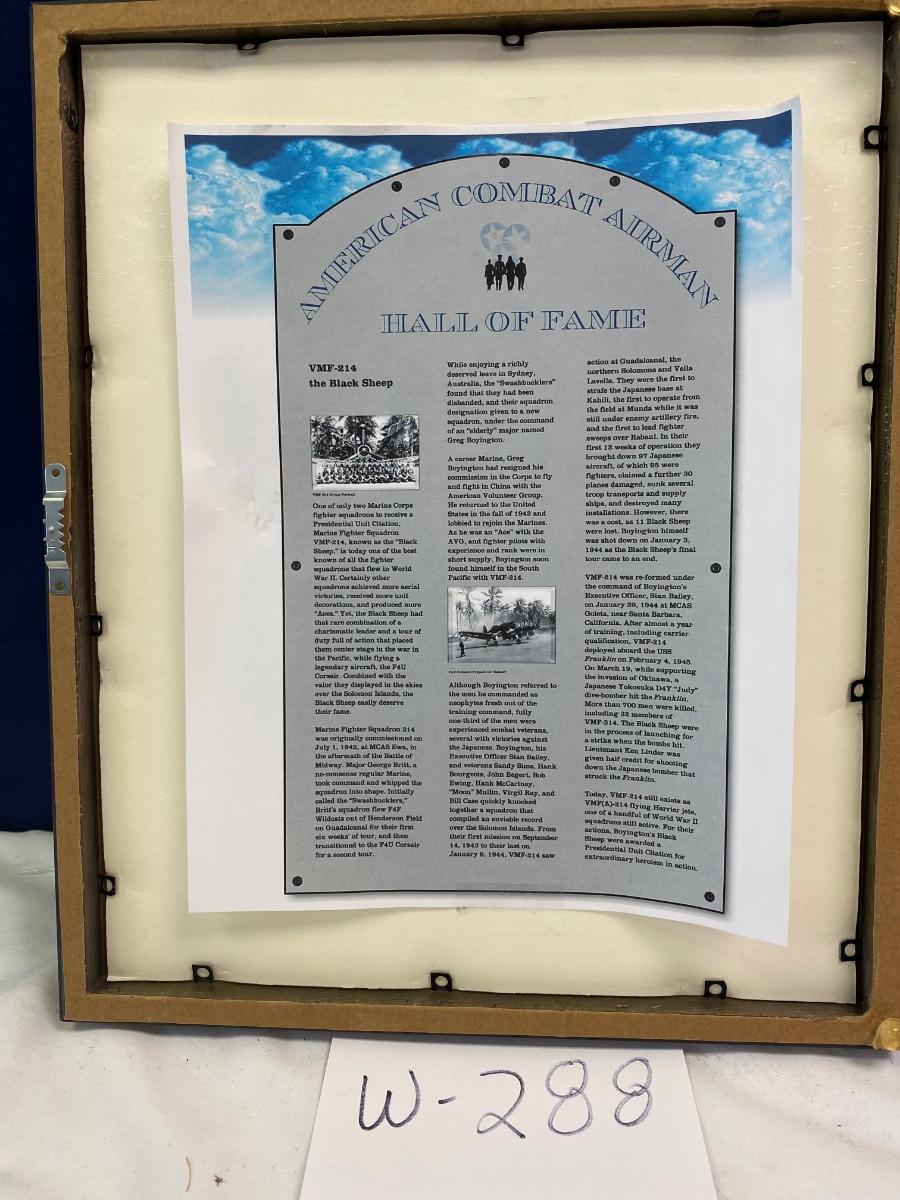 AMERICAN COMBAT AIRMAN
HALL OF FAME
VMF-214
the Black Sheep
VMF 214 Group Portrait
One of only two Marine Corps
fighter squadrons to receive a
Presidential Unit Citation,
Marine Fighter Squadron
VMF-214, known as the "Black
Sheep," is today one of the best
known of all the fighter
squadrons that flew in World
War II. Certainly other
squadrons achieved more aerial
victories, received more unit
decorations, and produced more
"Aces." Yet, the Black Sheep had
that rare combination of a
charismatic leader and a tour of
duty full of action that placed
them center stage in the war in
the Pacific, while flying a
legendary aircraft, the F4U
Corsair. Combined with the
valor they displayed in the skies
over the Solomon Islands, the
Black Sheep easily deserve
their fame.
Marine Fighter Squadron 214
was originally commissioned on
July 1, 1942, at MCAS Ewa, in
the aftermath of the Battle of
Midway. Major George Britt, a
no-nonsense regular Marine,
took command and whipped the
squadron into shape. Initially
called the "Swashbucklers,"
Britt's squadron flew F4F
Wildcats out of Henderson Field
on Guadalcanal for their first
six weeks' of tour, and then
transitioned to the F4U Corsair
for a second tour.
While enjoying a richly
deserved leave in Sydney,
Australia, the "Swashbucklers"
found that they had been
disbanded, and their squadron
designation given to a new
squadron, under the command
of an "elderly" major named
Greg Boyington.
A career Marine, Greg
Boyington had resigned his
commission in the Corps to fly
and fight in China with the
American Volunteer Group.
He returned to the United
States in the fall of 1942 and
lobbied to rejoin the Marines.
As he was an "Ace" with the
AVG, and fighter pilots with
experience and rank were in
short supply, Boyington soon
found himself in the South
Pacific with VMF-214.
F4U Corsairs Prepare for Takeoff
Although Boyington referred to
the men he commanded as
neophytes fresh out of the
training command, fully
one-third of the men were
experienced combat veterans,
several with victories against
the Japanese. Boyington, his
Executive Officer Stan Bailey,
and veterans Sandy Sims, Hank
Bourgeois, John Begert, Bob
Ewing, Hank McCartney,
"Moon" Mullin, Virgil Ray, and
Bill Case quickly knocked
together a squadron that
compiled an enviable record
over the Solomon Islands. From
their first mission on September
14, 1943 to their last on
January 8, 1944, VMF-214 saw
action at Guadalcanal, the
northern Solomons and Vella
Lavella. They were the first to
strafe the Japanese base at
Kahili, the first to operate from
the field at Munda while it was
still under enemy artillery fire,
and the first to lead fighter
sweeps over Rabaul. In their
first 12 weeks of operation they
brought down 97 Japanese
aircraft, of which 95 were
fighters, claimed a further 30
planes damaged, sunk several
troop transports and supply
ships, and destroyed many
installations. However, there
was a cost, as 11 Black Sheep
were lost. Boyington himself
was shot down on January 3,
1944 as the Black Sheep's final
tour came to an end.
VMF-214 was re-formed under
the command of Boyington's
Executive Officer, Stan Bailey,
on January 29, 1944 at MCAS
Goleta, near Santa Barbara,
California. After almost a year
of training, including carrier
qualification, VMF-214
deployed aboard the USS
Franklin on February 4, 1945.
On March 19, while supporting
the invasion of Okinawa, a
Japanese Yokosuka D4Y "Judy"
dive-bomber hit the Franklin.
More than 700 men were killed,
including 32 members of
VMF-214. The Black Sheep were
in the process of launching for
a strike when the bombs hit.
Lieutenant Ken Linder was
given half credit for shooting
down the Japanese bomber that
struck the Franklin.
Today, VMF-214 still exists as
VMF(A)-214 flying Harrier jets,
one of a handful of World War II
squadrons still active. For their
actions, Boyington's Black
Sheep were awarded a
Presidential Unit Citation for
extraordinary heroism in action.
W-288